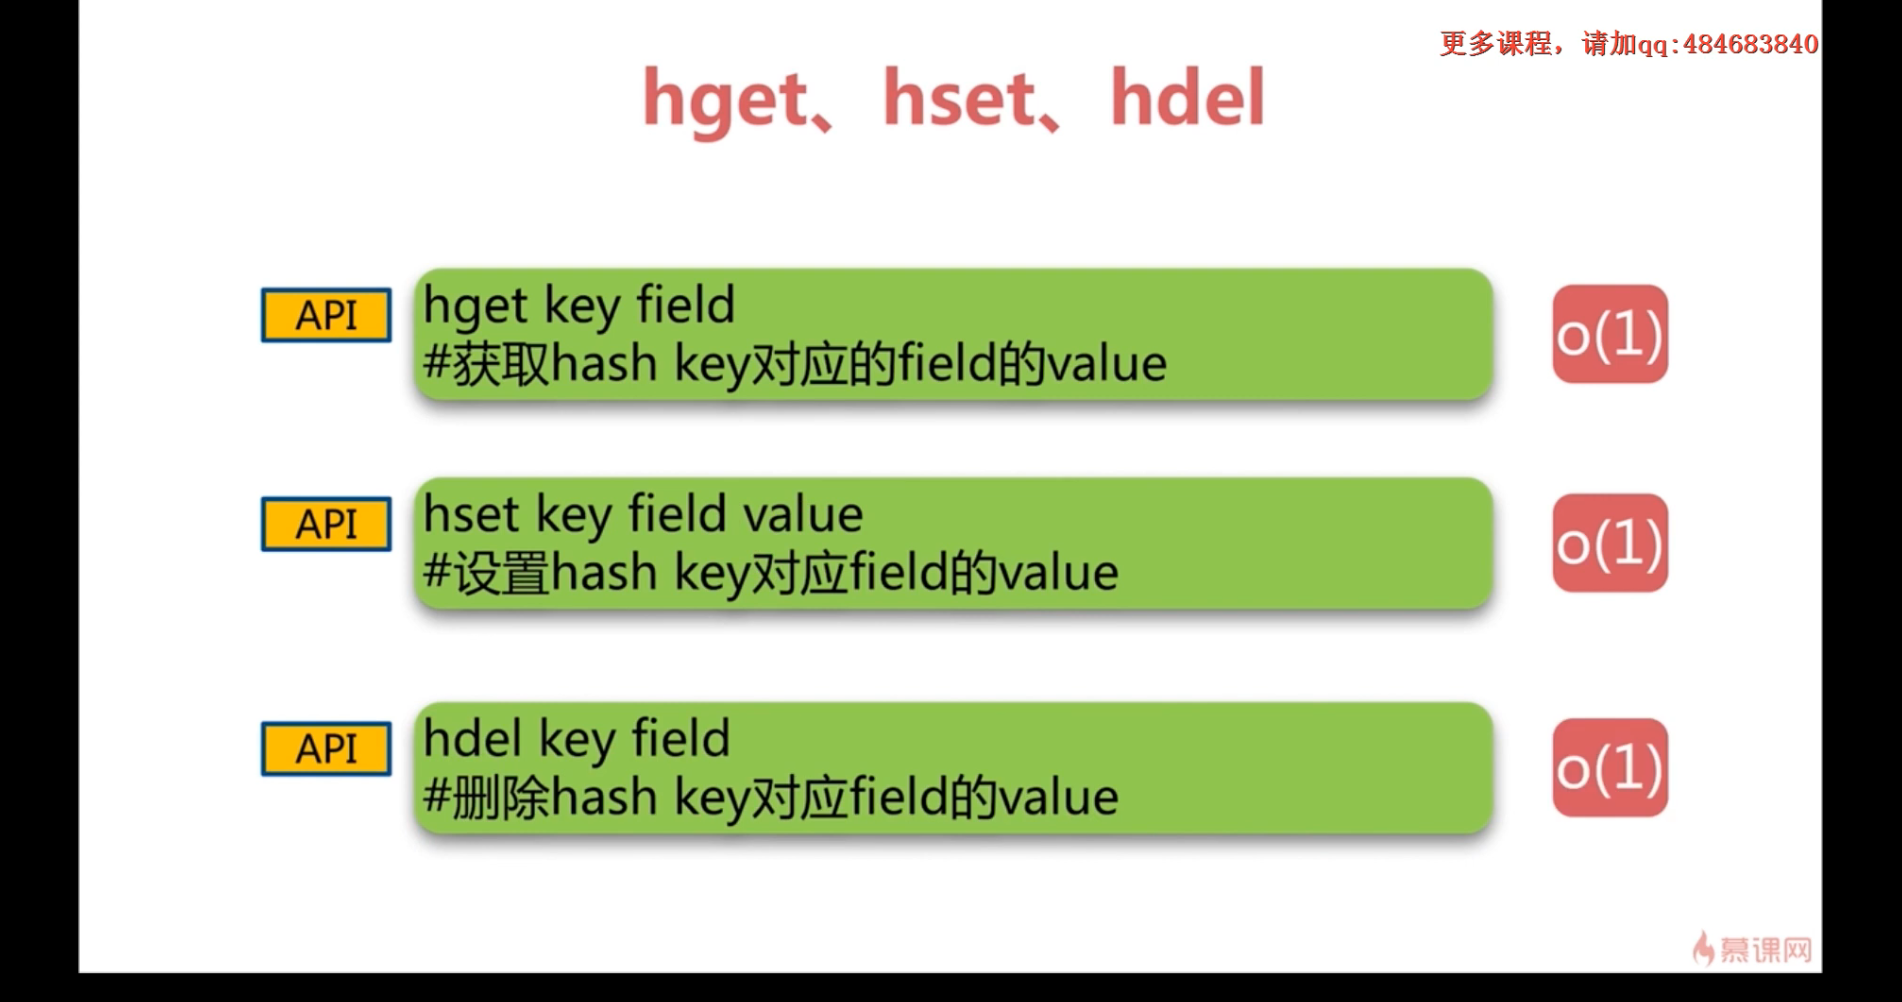 更多课程，请加qq:484683840
hget、hset、hdel
API
hget key field
#获取hash key对应的field的value
o(1)
API
hset key field value
#设置hash key对应field的value
o(1)
API
hdel key field
#删除hash key对应field的value
o(1)
慕课网